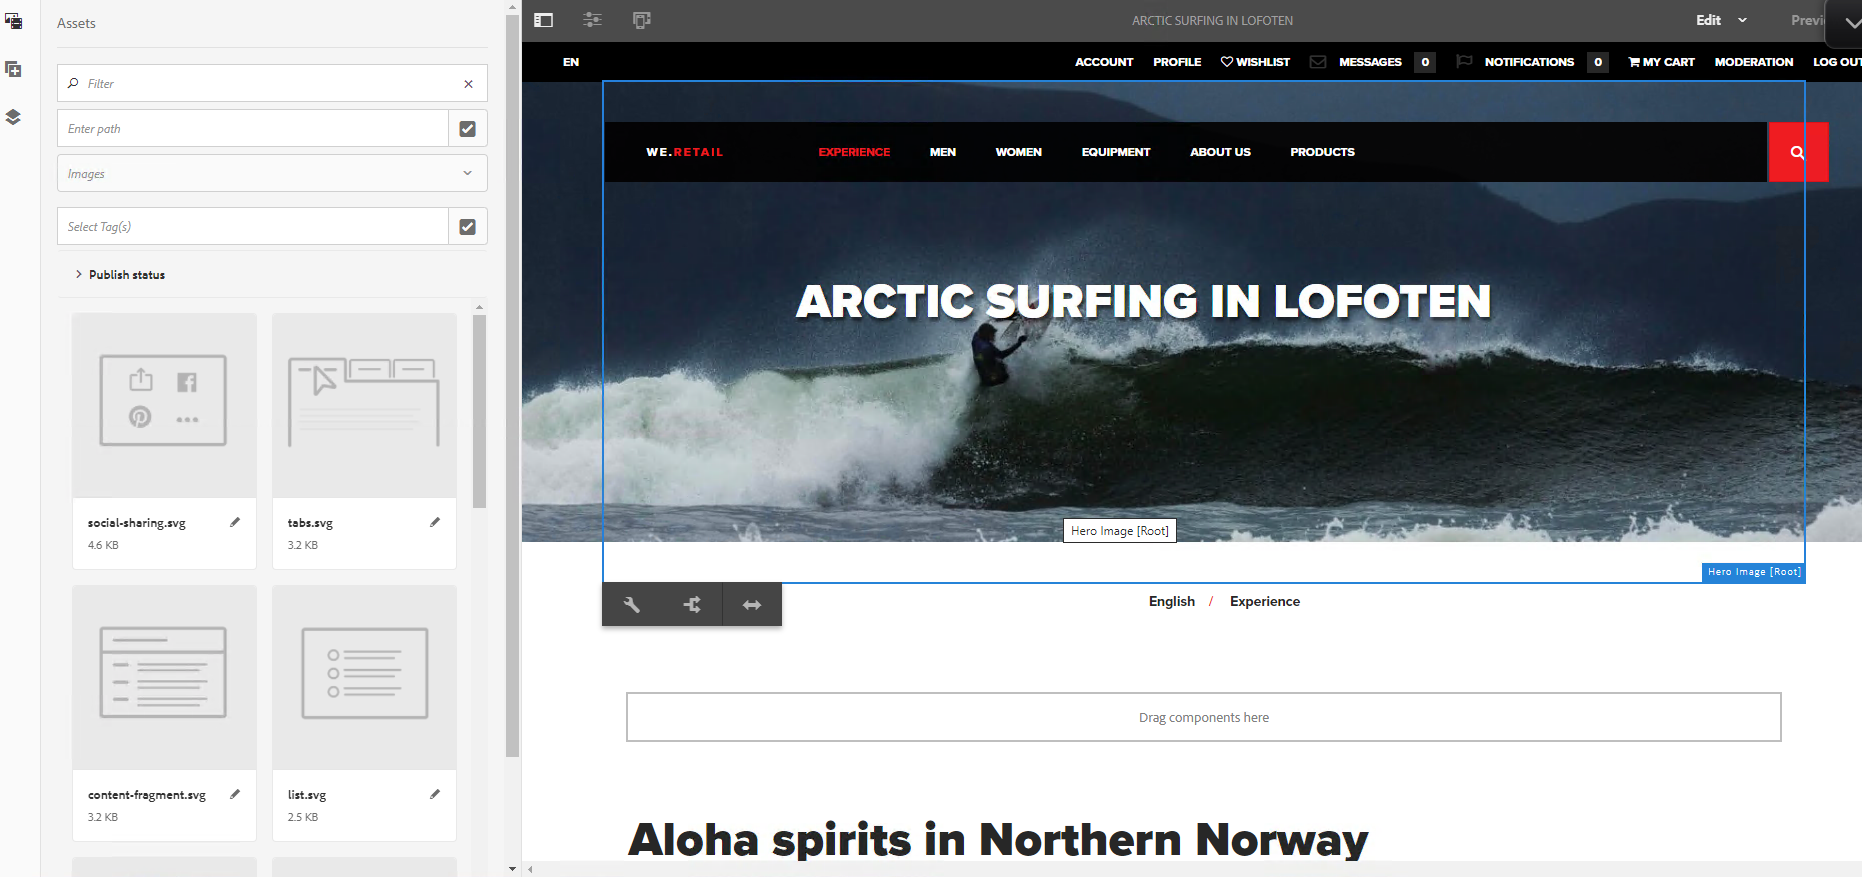 Assets
Filter
Enter path
Images
Select Tag(s)
Publish status
social-sharing.svg
4.6 KB
tabs.svg
3.2 KB
content-fragment.svg
3.2 KB
list.svg
2.5 KB
ARCTIC SURFING IN LOFOTEN
Edit
EN
ACCOUNT PROFILE WISHLIST MESSAGES 0 NOTIFICATIONS 0 MY CART MODERATION LOG OUT
WE.RETAIL EXPERIENCE MEN WOMEN EQUIPMENT ABOUT US PRODUCTS
ARCTIC SURFING IN LOFOTEN
Hero Image [Root]
Hero Image [Root]
English / Experience
Drag components here
Aloha spirits in Northern Norway